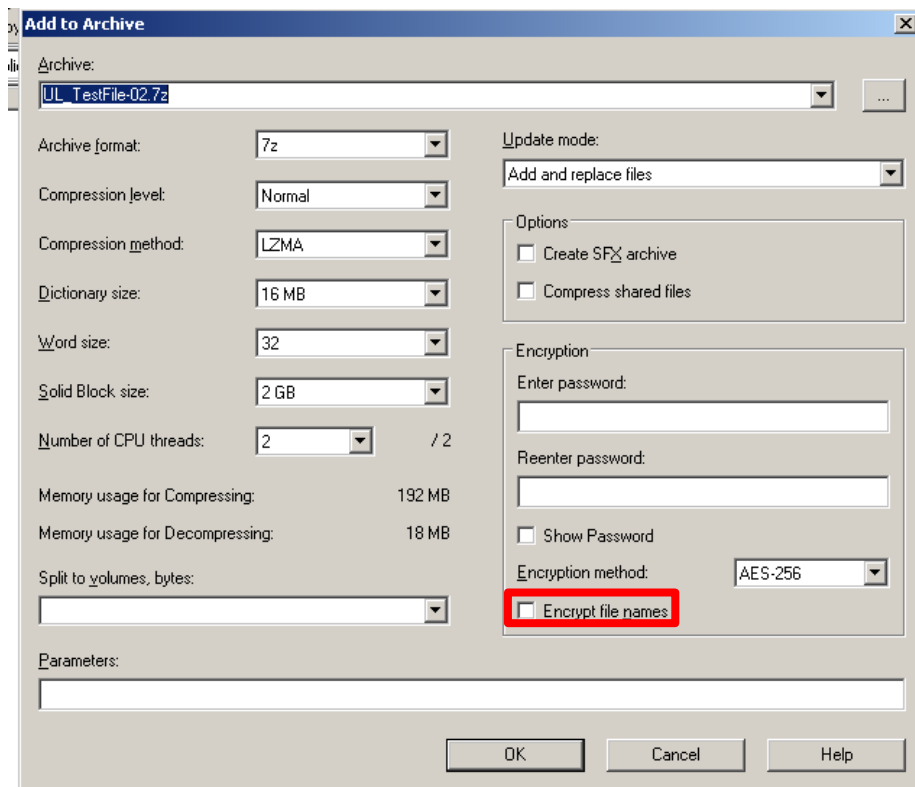 Add to Archive
Archive:
UL_TestFile-02.7z
...
Archive format:
7z
Compression level:
Normal
Compression method:
LZMA
Dictionary size:
16 MB
Word size:
32
Solid Block size:
2 GB
Number of CPU threads:
2
/ 2
Memory usage for Compressing:
192 MB
Memory usage for Decompressing:
18 MB
Split to volumes, bytes:
Update mode:
Add and replace files
Options
Create SFX archive
Compress shared files
Encryption
Enter password:
Reenter password:
Show Password
Encryption method:
AES-256
Encrypt file names
Parameters:
OK
Cancel
Help